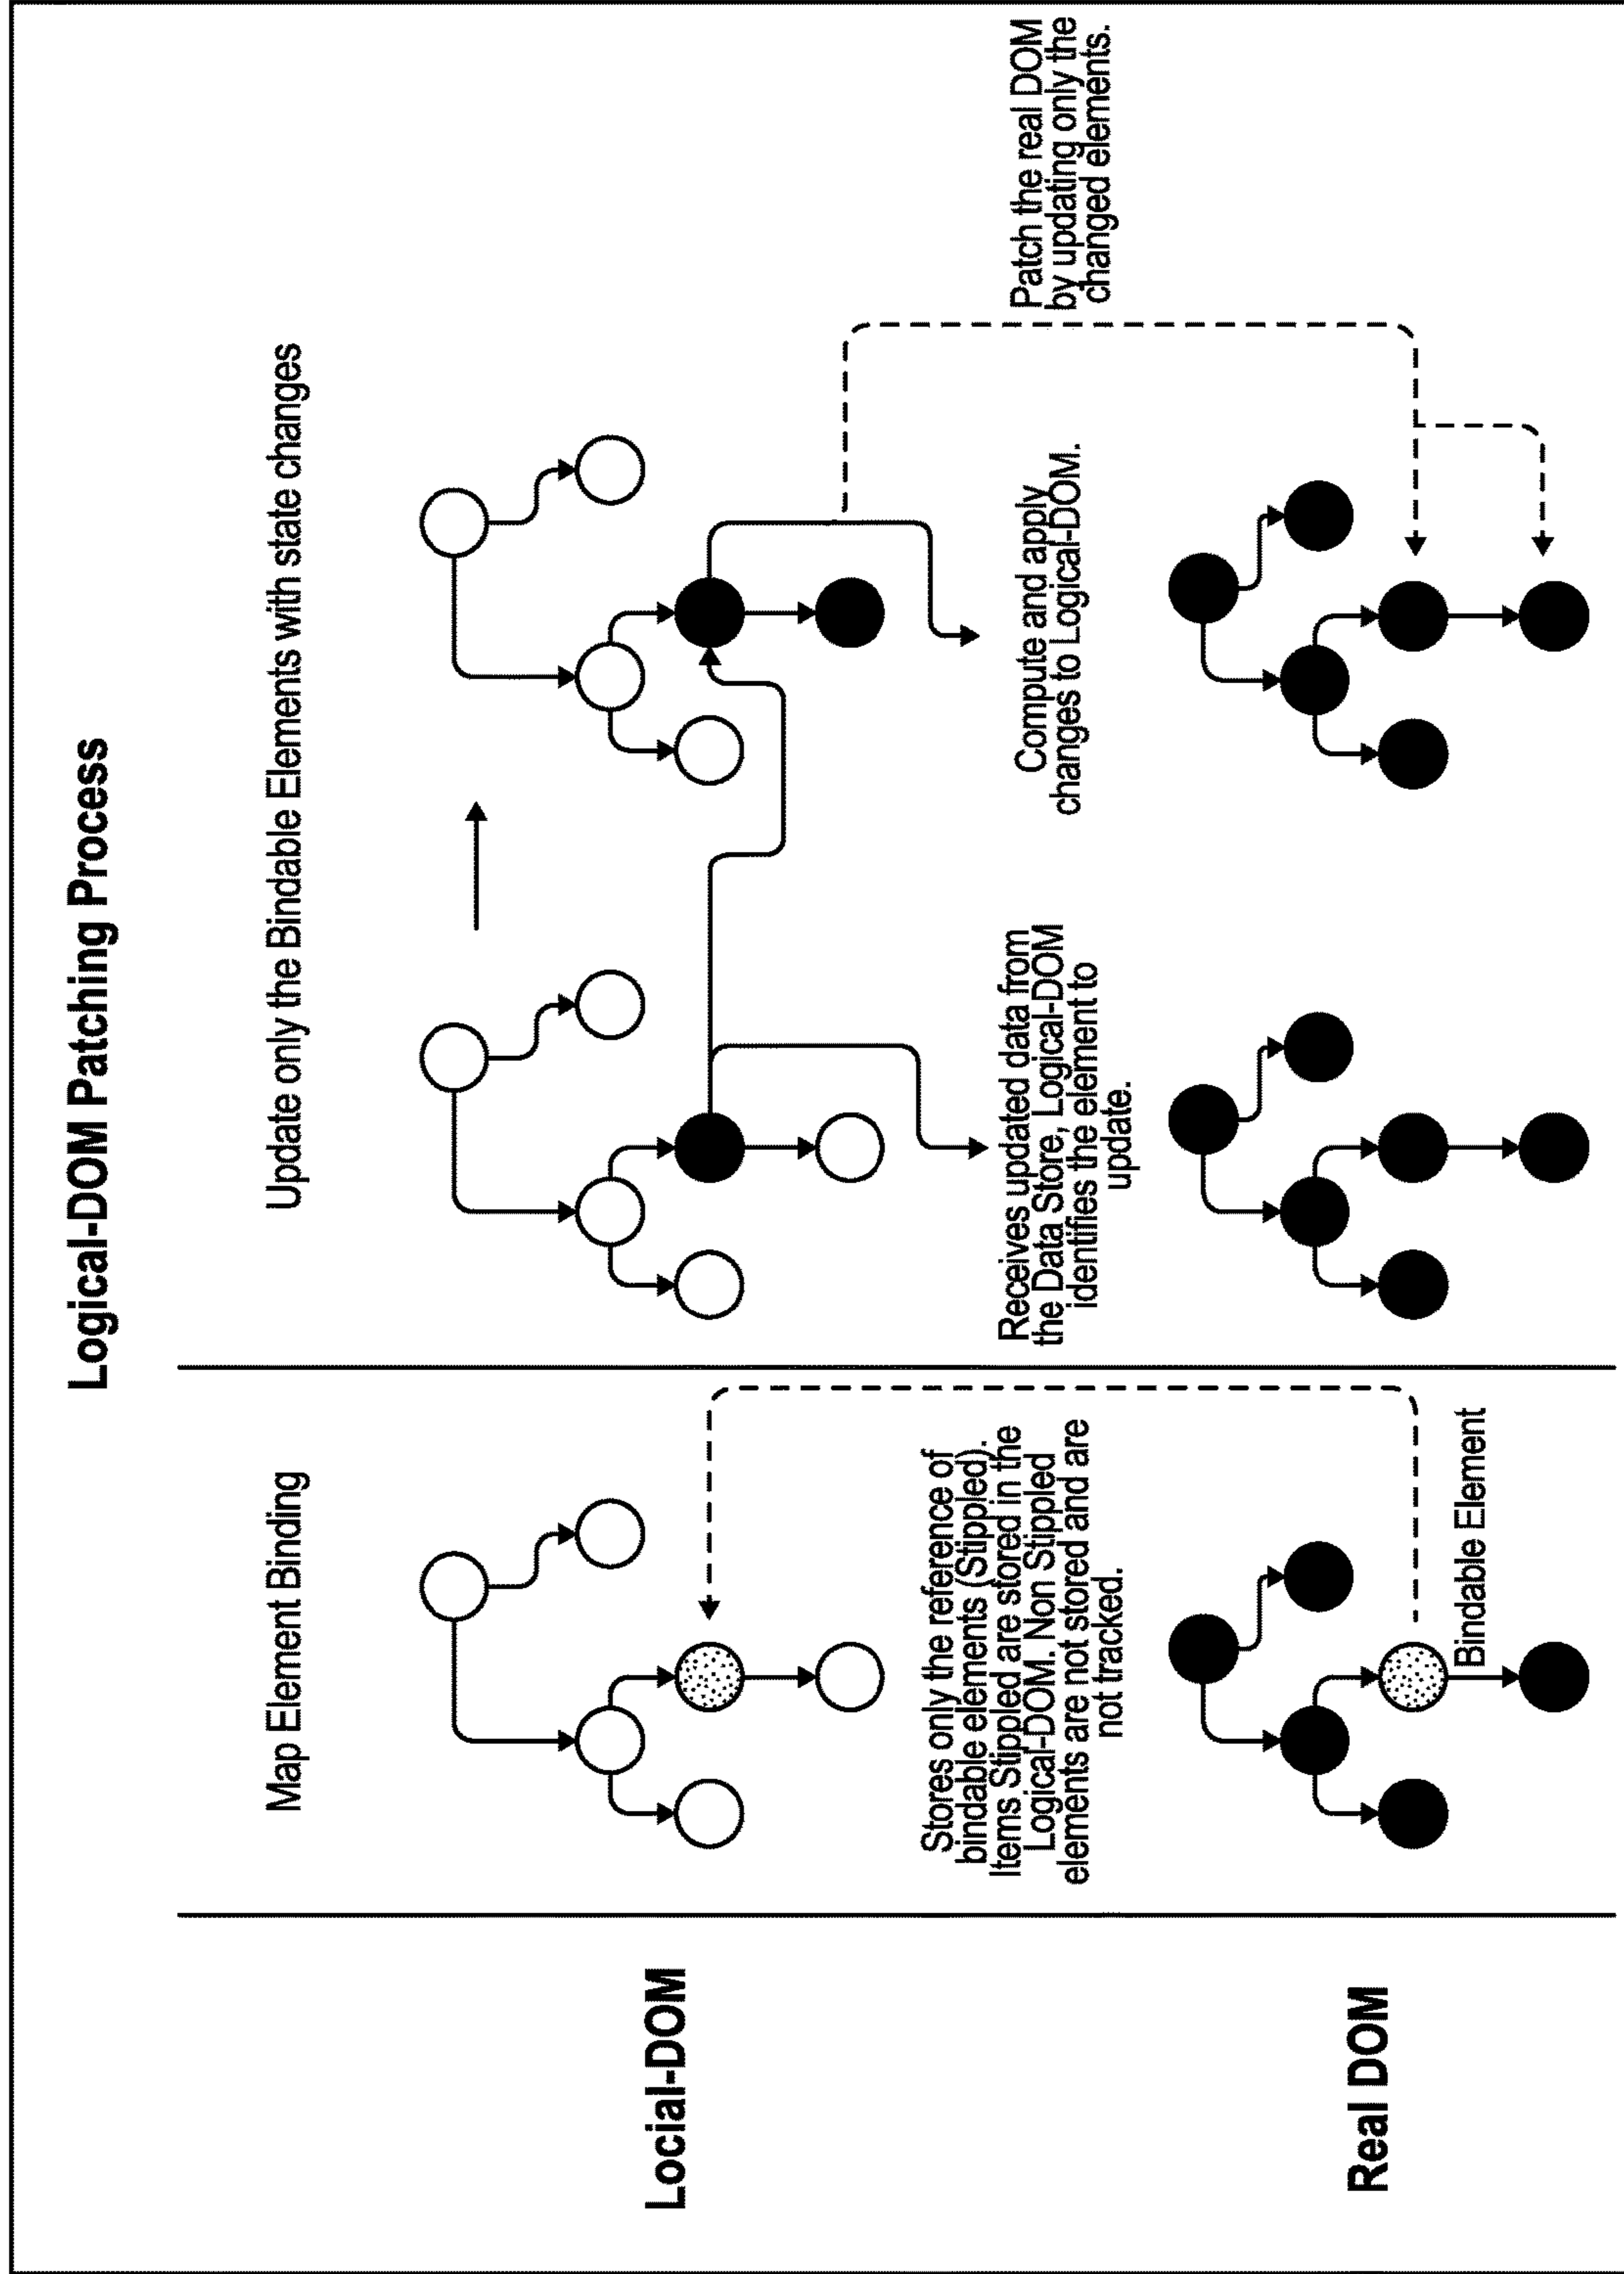 Logical-DOM Patching Process
Map Element Binding
Update only the Bindable Elements with state changes
Locial-DOM
Stores only the reference of
bindable elements (Stippled).
Items Stippled are stored in the
Logical-DOM. Non Stippled
elements are not stored and are
not tracked.
Receives updated data from
the Data Store, Logical-DOM
identifies the element to
update.
Compute and apply
changes to Logical-DOM.
Patch the real DOM
by updating only the
changed elements.
Real DOM
Bindable Element